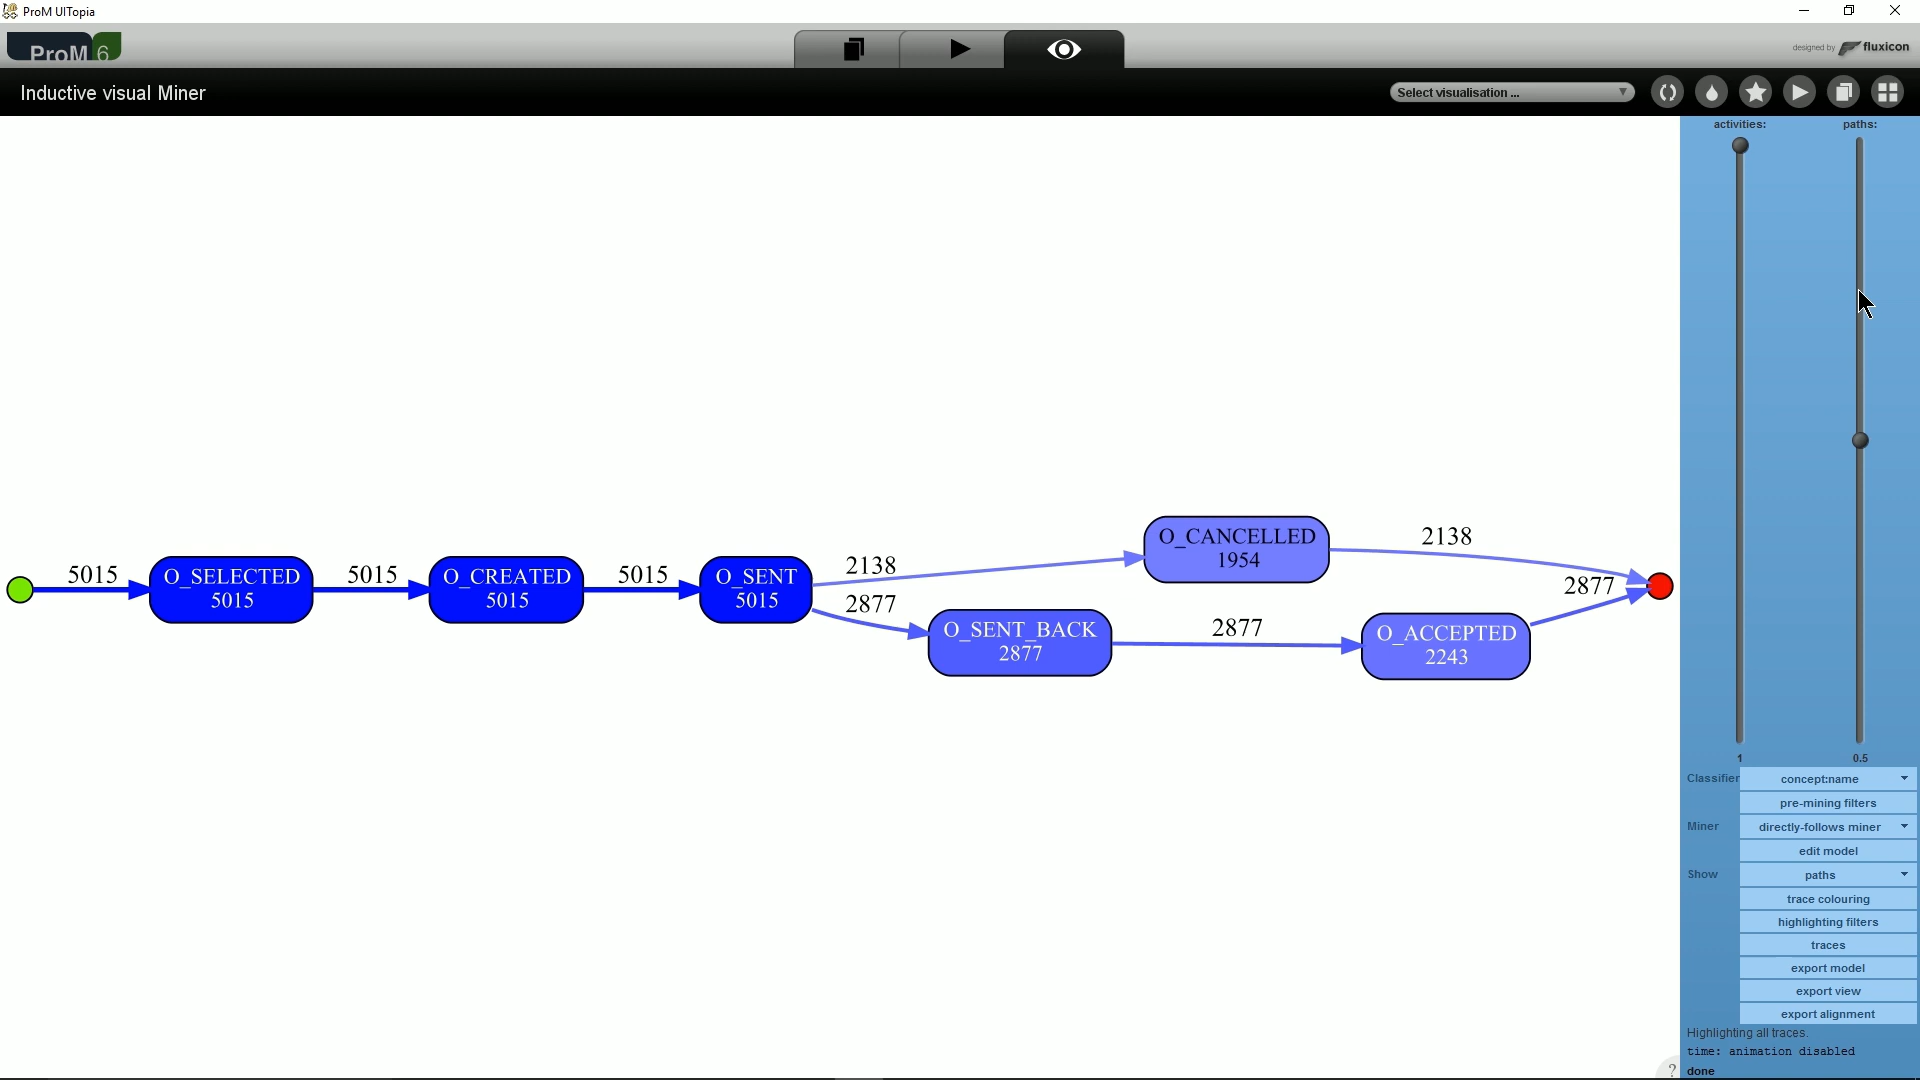 ProM UITopia
ProM 6
designed by fluxicon
Inductive visual Miner
Select visualisation ...
activities:
paths:
5015
O_SELECTED
5015
5015
O_CREATED
5015
5015
O_SENT
5015
2138
2877
O_CANCELLED
1954
2138
O_SENT_BACK
2877
2877
O_ACCEPTED
2243
2877
1
0.5
Classifier
concept:name
pre-mining filters
Miner
directly-follows miner
edit model
Show
paths
trace colouring
highlighting filters
traces
export model
export view
export alignment
Highlighting all traces.
time: animation disabled
done
?